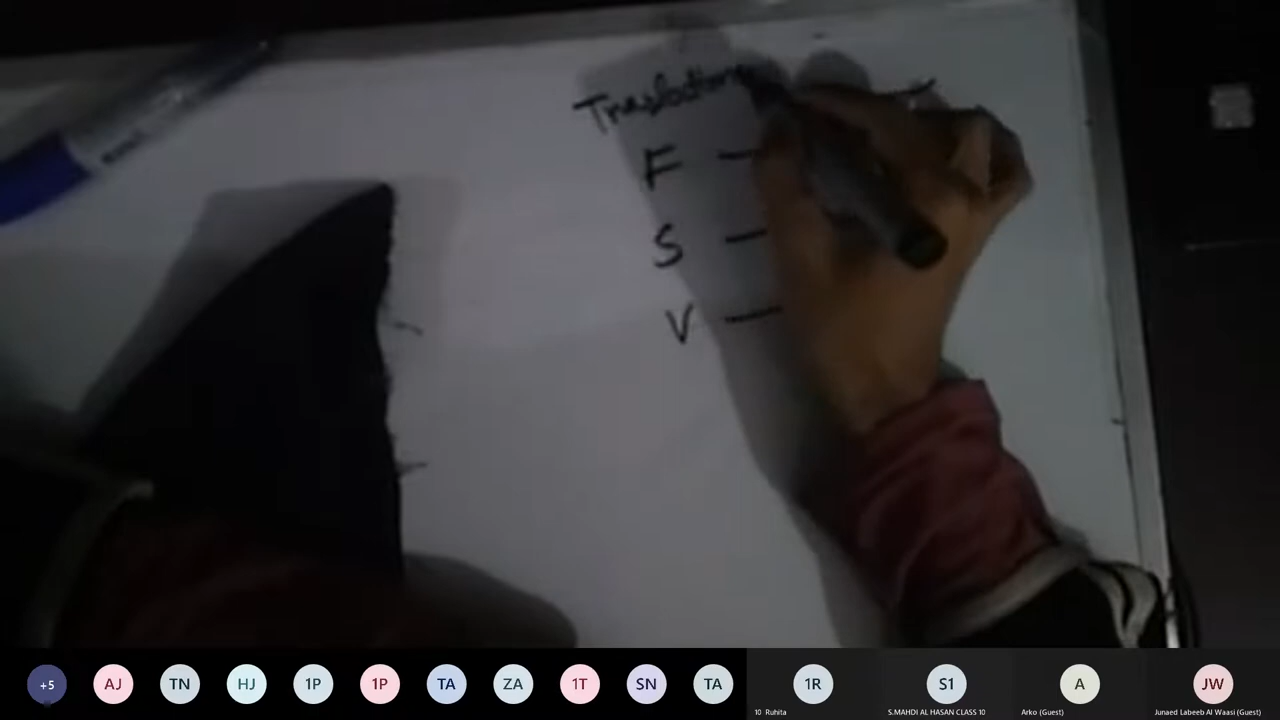 F —
S —
V —
+5 AJ TN HJ 1P 1P TA ZA 1T SN TA 1R S1 A JW
10 Ruhita S.MAHDI AL HASAN CLASS 10 Arko (Guest) Junaed Labeeb Al Waasi (Guest)